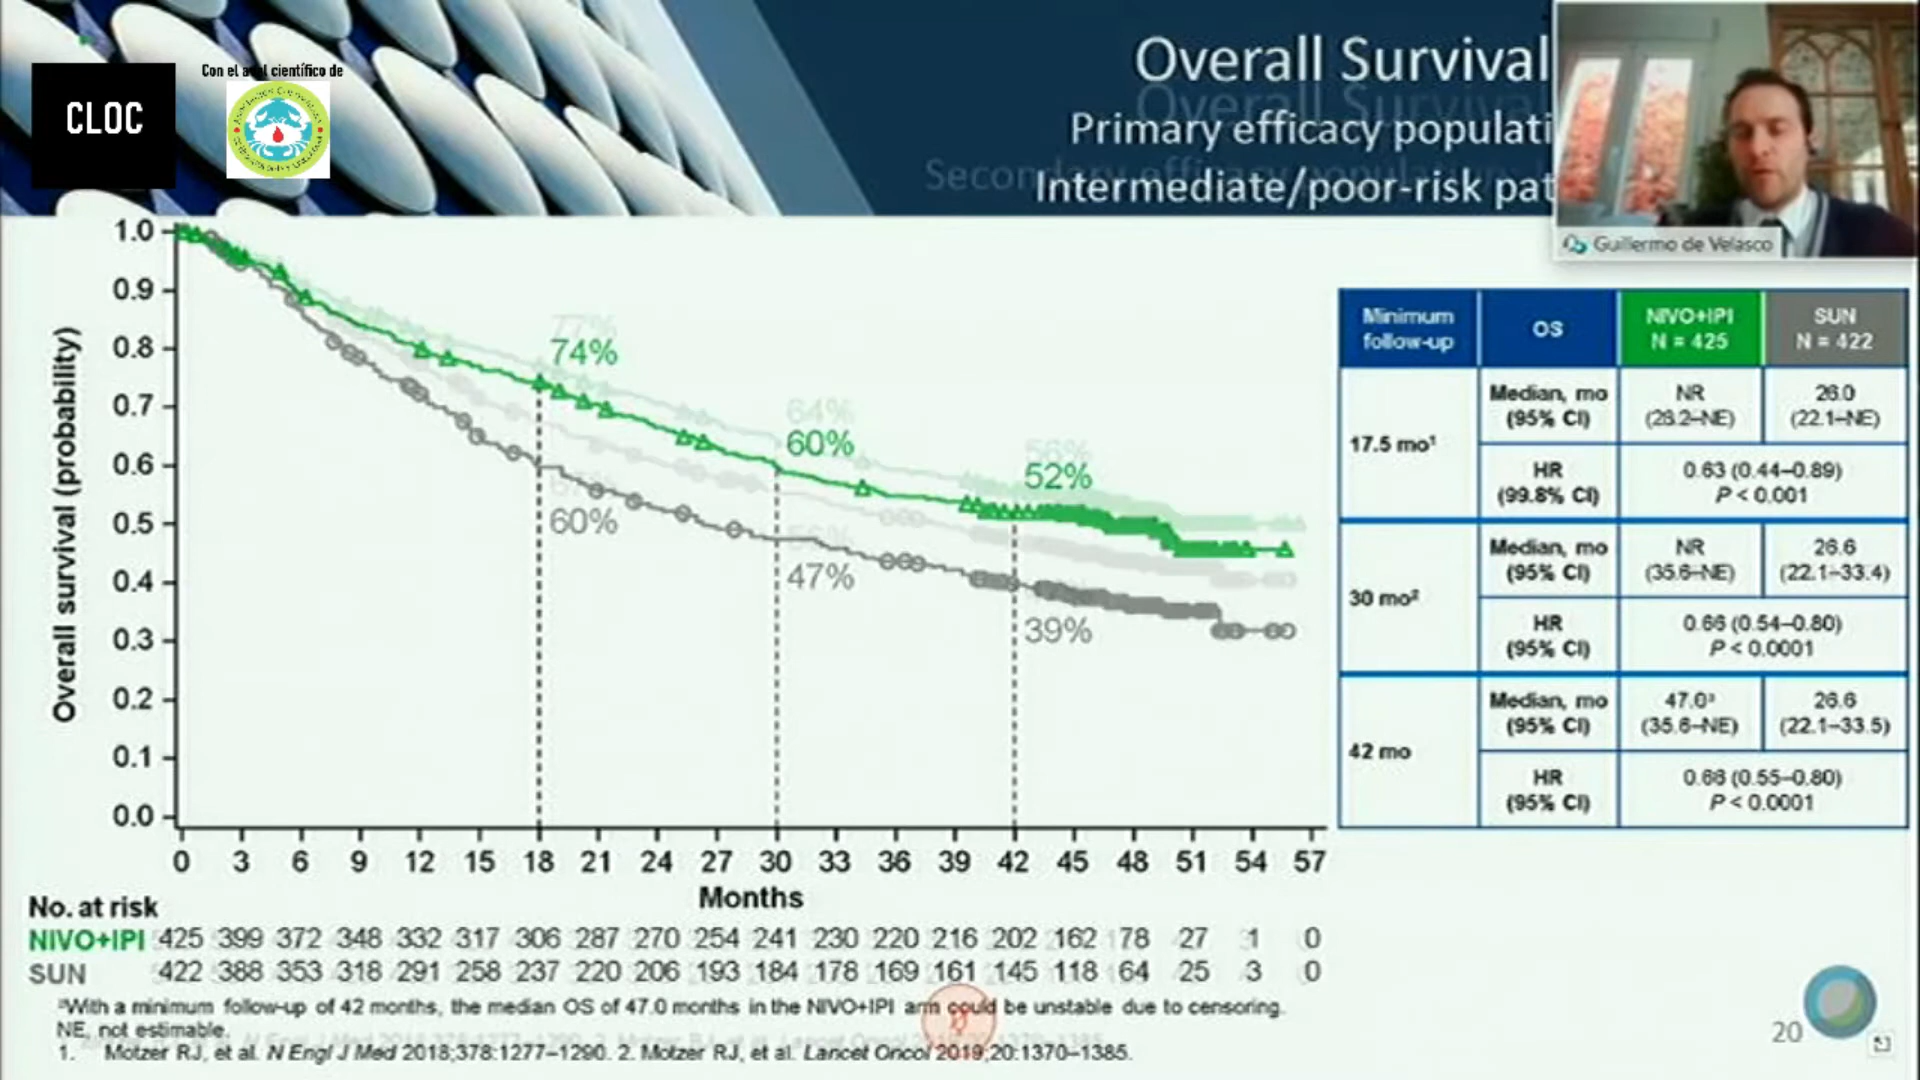 Overall Survival
Primary efficacy populati
Intermediate/poor-risk pat
Con el aval científico de
CLOC
Guillermo de Velasco
Overall survival (probability)
1.0
0.9
0.8
0.7
0.6
0.5
0.4
0.3
0.2
0.1
0.0
77%
74%
64%
60%
56%
52%
60%
47%
39%
0 3 6 9 12 15 18 21 24 27 30 33 36 39 42 45 48 51 54 57
Months
No. at risk
NIVO+IPI 425 399 372 348 332 317 306 287 270 254 241 230 220 216 202 162 78 27 1 0
SUN 422 388 353 318 291 258 237 220 206 193 184 178 169 161 145 118 64 25 3 0
Minimum follow-up OS NIVO+IPI N = 425 SUN N = 422
17.5 mo¹
Median, mo (95% CI) NR (28.2–NE) 26.0 (22.1–NE)
HR (99.8% CI) 0.63 (0.44–0.89) P < 0.001
30 mo²
Median, mo (95% CI) NR (35.6–NE) 26.6 (22.1–33.4)
HR (95% CI) 0.66 (0.54–0.80) P < 0.0001
42 mo
Median, mo (95% CI) 47.0ᵃ (35.6–NE) 26.6 (22.1–33.5)
HR (95% CI) 0.66 (0.55–0.80) P < 0.0001
ᵃWith a minimum follow-up of 42 months, the median OS of 47.0 months in the NIVO+IPI arm could be unstable due to censoring.
NE, not estimable.
1. Motzer RJ, et al. N Engl J Med 2018;378:1277–1290. 2. Motzer RJ, et al. Lancet Oncol 2019;20:1370–1385.
20